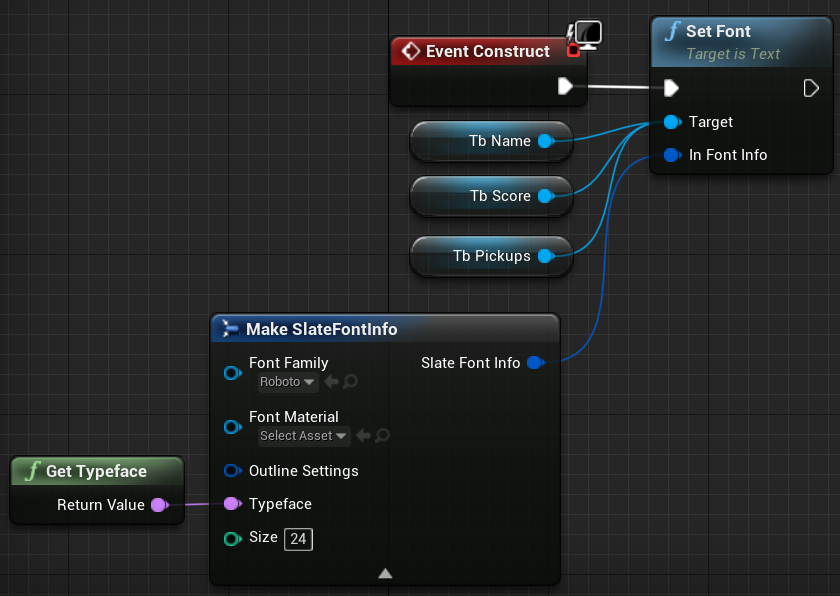 Event Construct
Set Font
Target is Text
Target
In Font Info
Tb Name
Tb Score
Tb Pickups
Make SlateFontInfo
Font Family
Slate Font Info
Roboto
Font Material
Select Asset
Outline Settings
Typeface
Size 24
Get Typeface
Return Value